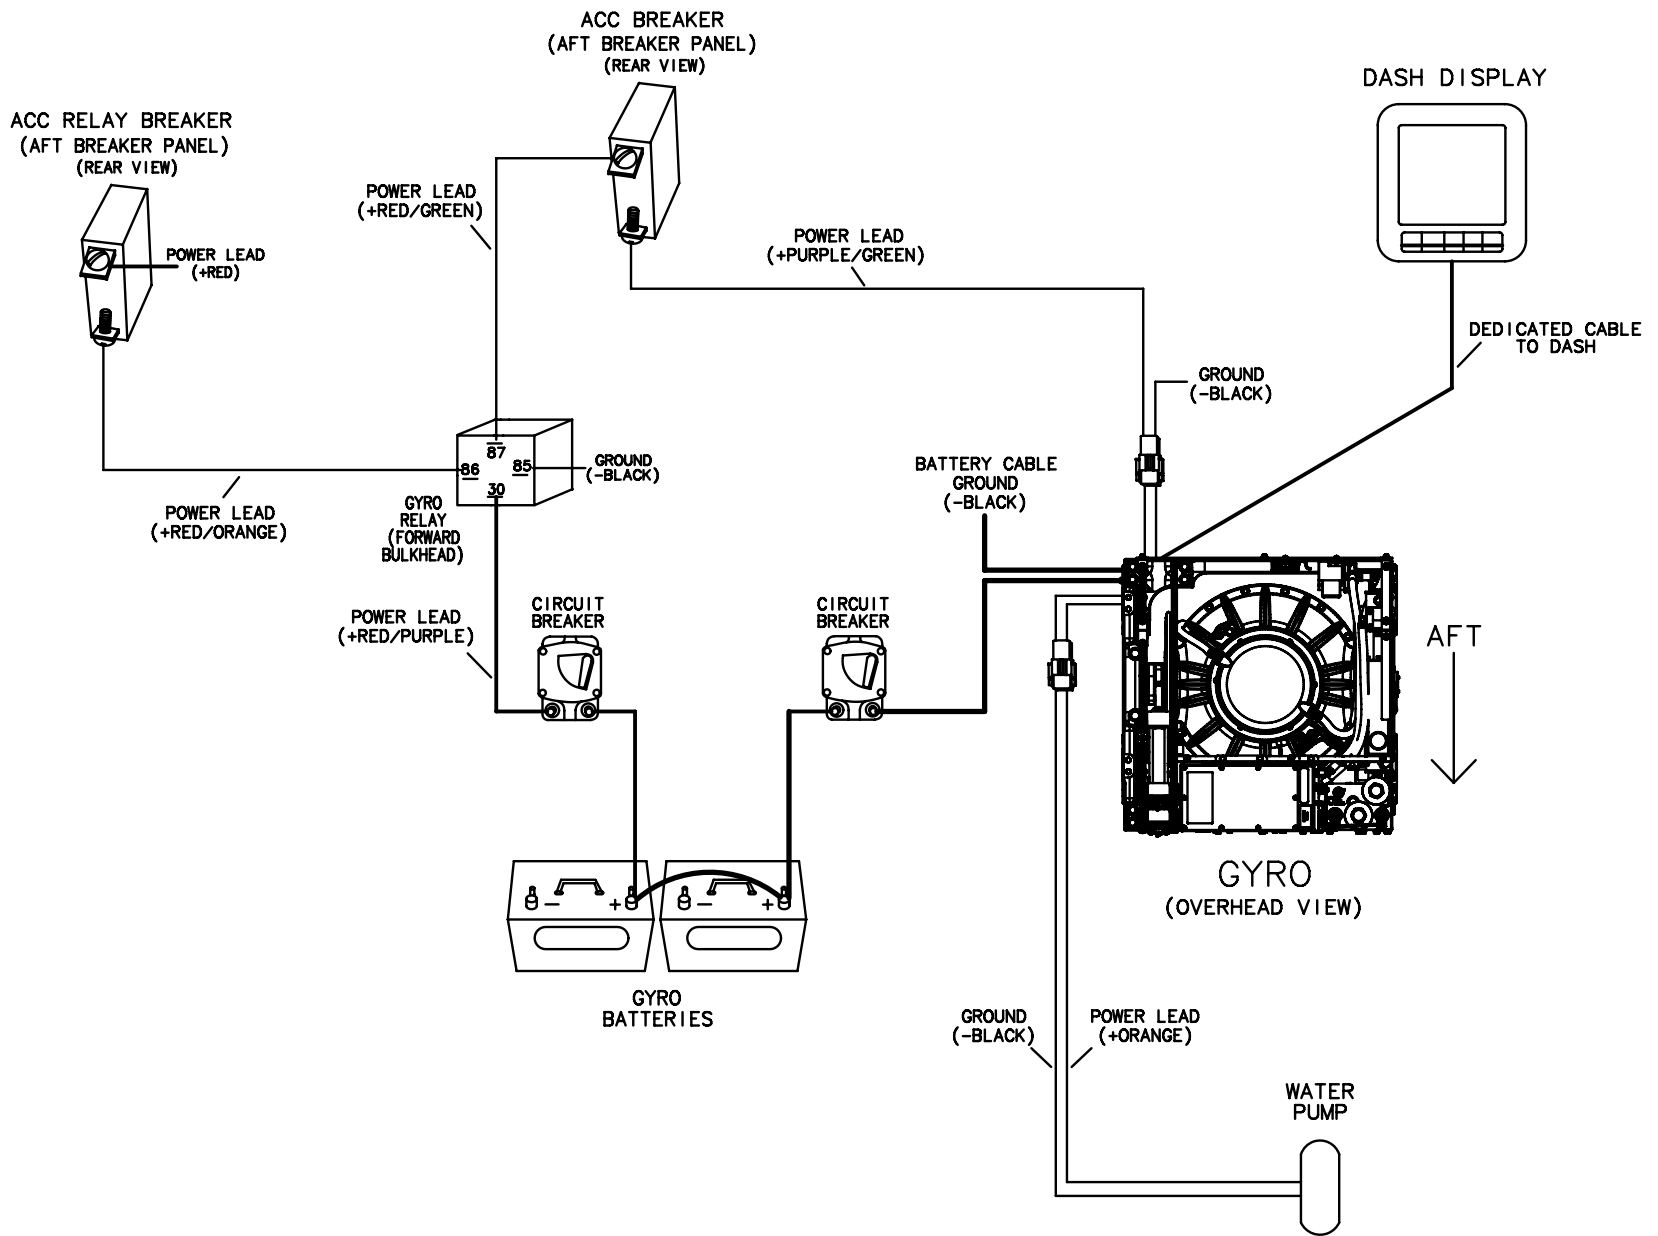 ACC BREAKER
(AFT BREAKER PANEL)
(REAR VIEW)
DASH DISPLAY
ACC RELAY BREAKER
(AFT BREAKER PANEL)
(REAR VIEW)
POWER LEAD
(+RED)
POWER LEAD
(+RED/GREEN)
POWER LEAD
(+PURPLE/GREEN)
DEDICATED CABLE
TO DASH
GROUND
(-BLACK)
87
86
85
30
GROUND
(-BLACK)
POWER LEAD
(+RED/ORANGE)
GYRO
RELAY
(FORWARD
BULKHEAD)
BATTERY CABLE
GROUND
(-BLACK)
POWER LEAD
(+RED/PURPLE)
CIRCUIT
BREAKER
CIRCUIT
BREAKER
AFT
GYRO
(OVERHEAD VIEW)
- +
- +
GYRO
BATTERIES
GROUND
(-BLACK)
POWER LEAD
(+ORANGE)
WATER
PUMP